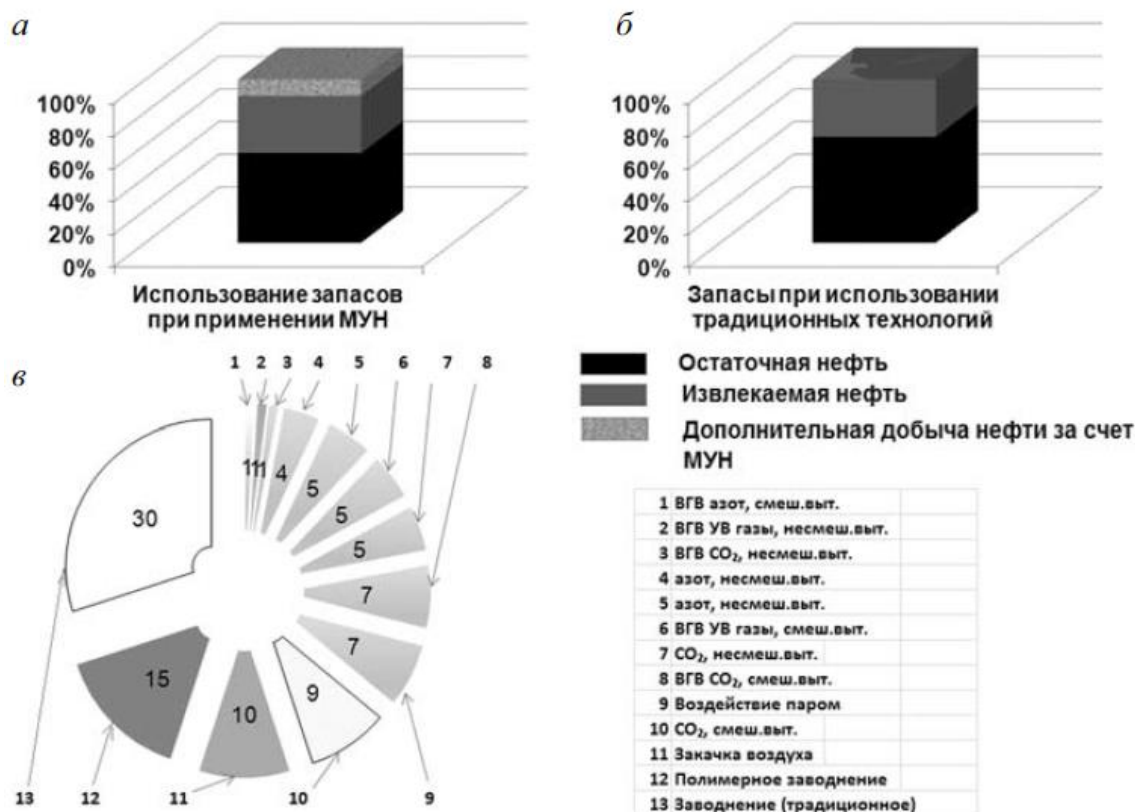 а
100%
80%
60%
40%
20%
0%
Использование запасов
при применении МУН
б
100%
80%
60%
40%
20%
0%
Запасы при использовании
традиционных технологий
Остаточная нефть
Извлекаемая нефть
Дополнительная добыча нефти за счет
МУН
в
1 2 3 4 5 6 7 8
1
1
1
4
5
5
5
7
7
9
10
15
30
13 12 11 10 9
1 ВГВ азот, смеш.выт.
2 ВГВ УВ газы, несмеш.выт.
3 ВГВ CO₂, несмеш.выт.
4 азот, несмеш.выт.
5 азот, несмеш.выт.
6 ВГВ УВ газы, смеш.выт.
7 CO₂, несмеш.выт.
8 ВГВ CO₂, смеш.выт.
9 Воздействие паром
10 CO₂, смеш.выт.
11 Закачка воздуха
12 Полимерное заводнение
13 Заводнение (традиционное)